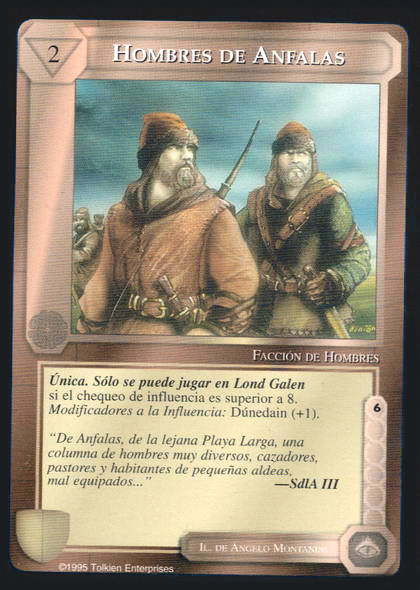 2
HOMBRES DE ANFALAS
FACCIÓN DE HOMBRES
Única. Sólo se puede jugar en Lond Galen
si el chequeo de influencia es superior a 8.
Modificadores a la Influencia: Dúnedain (+1).
6
“De Anfalas, de la lejana Playa Larga, una
columna de hombres muy diversos, cazadores,
pastores y habitantes de pequeñas aldeas,
mal equipados...” —SdlA III
IL. DE ANGELO MONTANINI
©1995 Tolkien Enterprises